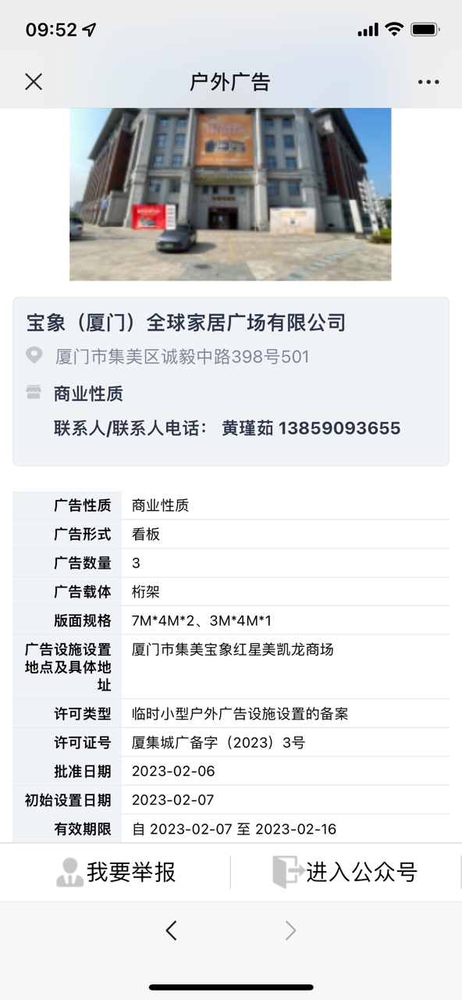 09:52
户外广告
宝象（厦门）全球家居广场有限公司
厦门市集美区诚毅中路398号501
商业性质
联系人/联系人电话： 黄瑾茹 13859093655
广告性质 商业性质
广告形式 看板
广告数量 3
广告载体 桁架
版面规格 7M*4M*2、3M*4M*1
广告设施设置 厦门市集美宝象红星美凯龙商场
地点及具体地
址
许可类型 临时小型户外广告设施设置的备案
许可证号 厦集城广备字（2023）3号
批准日期 2023-02-06
初始设置日期 2023-02-07
有效期限 自 2023-02-07 至 2023-02-16
我要举报 进入公众号